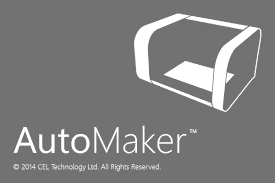 AutoMaker™
© 2014 CEL Technology Ltd. All Rights Reserved.